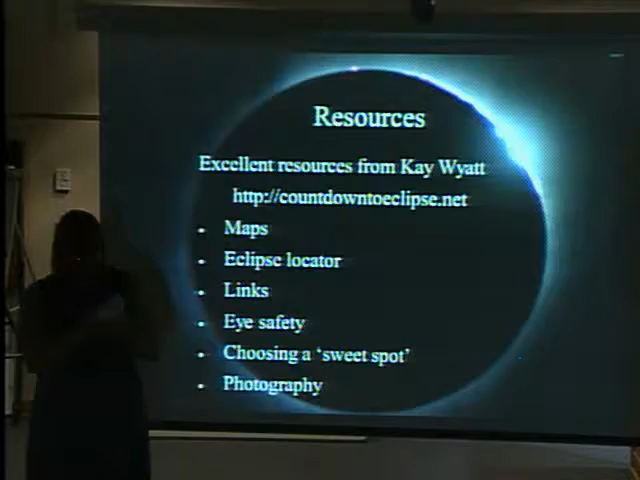 Resources
Excellent resources from Kay Wyatt
http://countdowntoeclipse.net
- Maps
- Eclipse locator
- Links
- Eye safety
- Choosing a ‘sweet spot’
- Photography